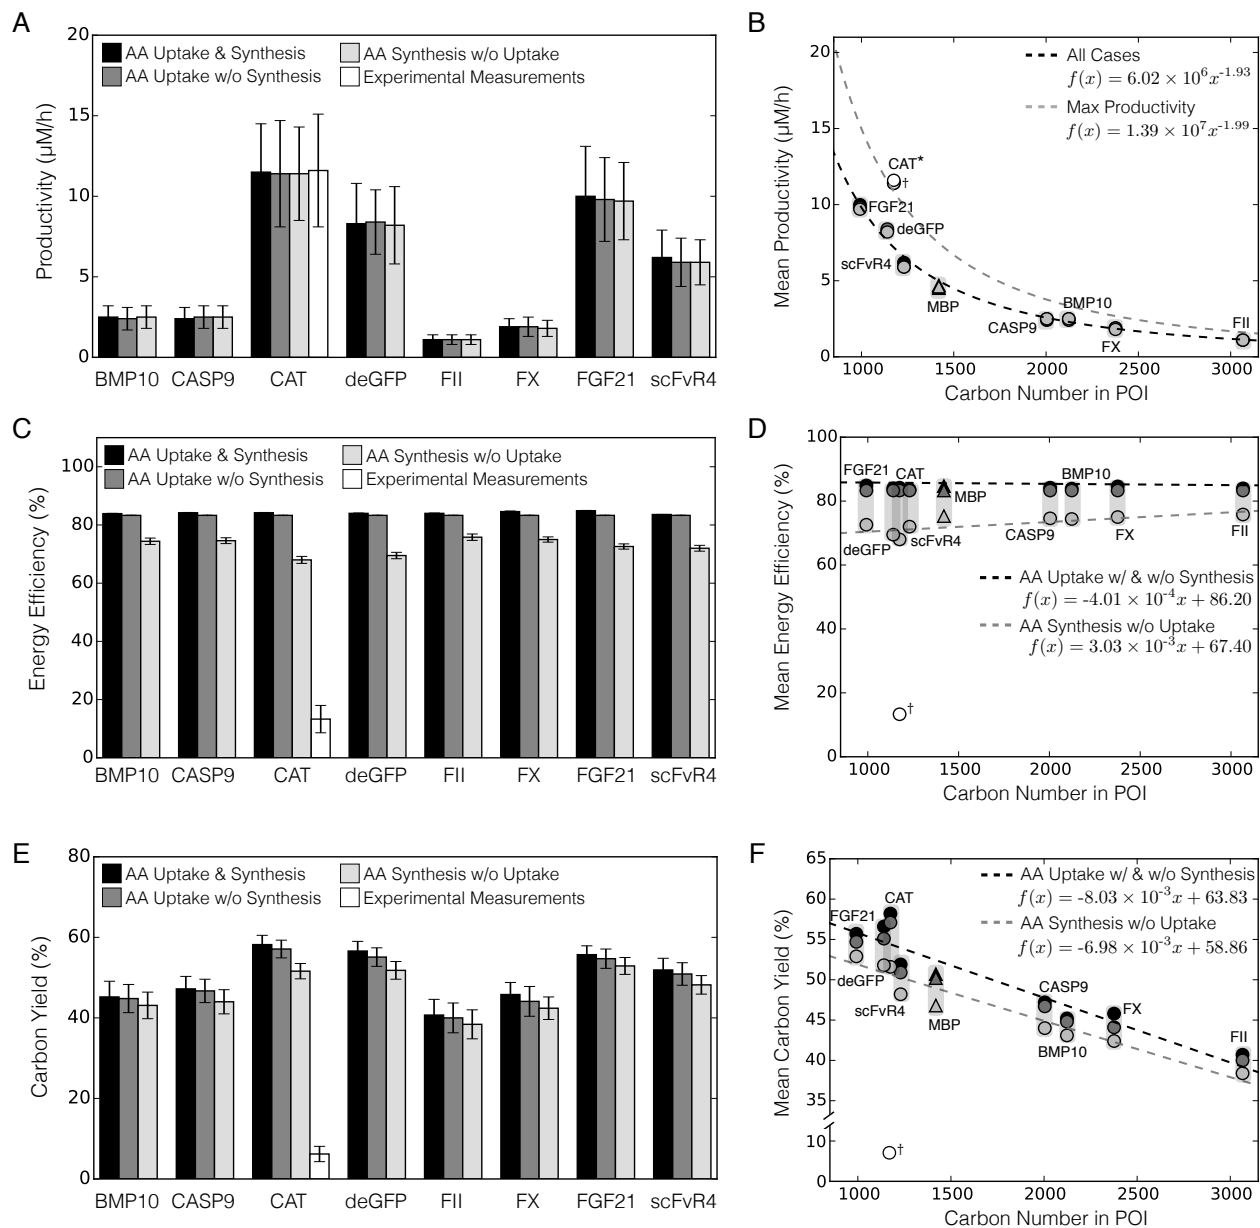 A
Productivity (μM/h)
20
15
10
5
0
AA Uptake & Synthesis
AA Uptake w/o Synthesis
AA Synthesis w/o Uptake
Experimental Measurements
BMP10 CASP9 CAT deGFP FII FX FGF21 scFvR4
B
Mean Productivity (μM/h)
20
15
10
5
0
All Cases
f(x) = 6.02 × 10^6 x^-1.93
Max Productivity
f(x) = 1.39 × 10^7 x^-1.99
CAT*
†
FGF21
deGFP
scFvR4
MBP
CASP9
BMP10
FX
FII
1000 1500 2000 2500 3000
Carbon Number in POI
C
Energy Efficiency (%)
100
80
60
40
20
0
AA Uptake & Synthesis
AA Uptake w/o Synthesis
AA Synthesis w/o Uptake
Experimental Measurements
BMP10 CASP9 CAT deGFP FII FX FGF21 scFvR4
D
Mean Energy Efficiency (%)
100
80
60
40
20
0
FGF21
CAT
MBP
BMP10
deGFP
scFvR4
CASP9
FX
FII
AA Uptake w/ & w/o Synthesis
f(x) = -4.01 × 10^-4 x + 86.20
AA Synthesis w/o Uptake
f(x) = 3.03 × 10^-3 x + 67.40
†
1000 1500 2000 2500 3000
Carbon Number in POI
E
Carbon Yield (%)
80
60
40
20
0
AA Uptake & Synthesis
AA Uptake w/o Synthesis
AA Synthesis w/o Uptake
Experimental Measurements
BMP10 CASP9 CAT deGFP FII FX FGF21 scFvR4
F
Mean Carbon Yield (%)
65
60
55
50
45
40
35
10
0
AA Uptake w/ & w/o Synthesis
f(x) = -8.03 × 10^-3 x + 63.83
AA Synthesis w/o Uptake
f(x) = -6.98 × 10^-3 x + 58.86
CAT
FGF21
deGFP
scFvR4
MBP
CASP9
BMP10
FX
FII
†
1000 1500 2000 2500 3000
Carbon Number in POI